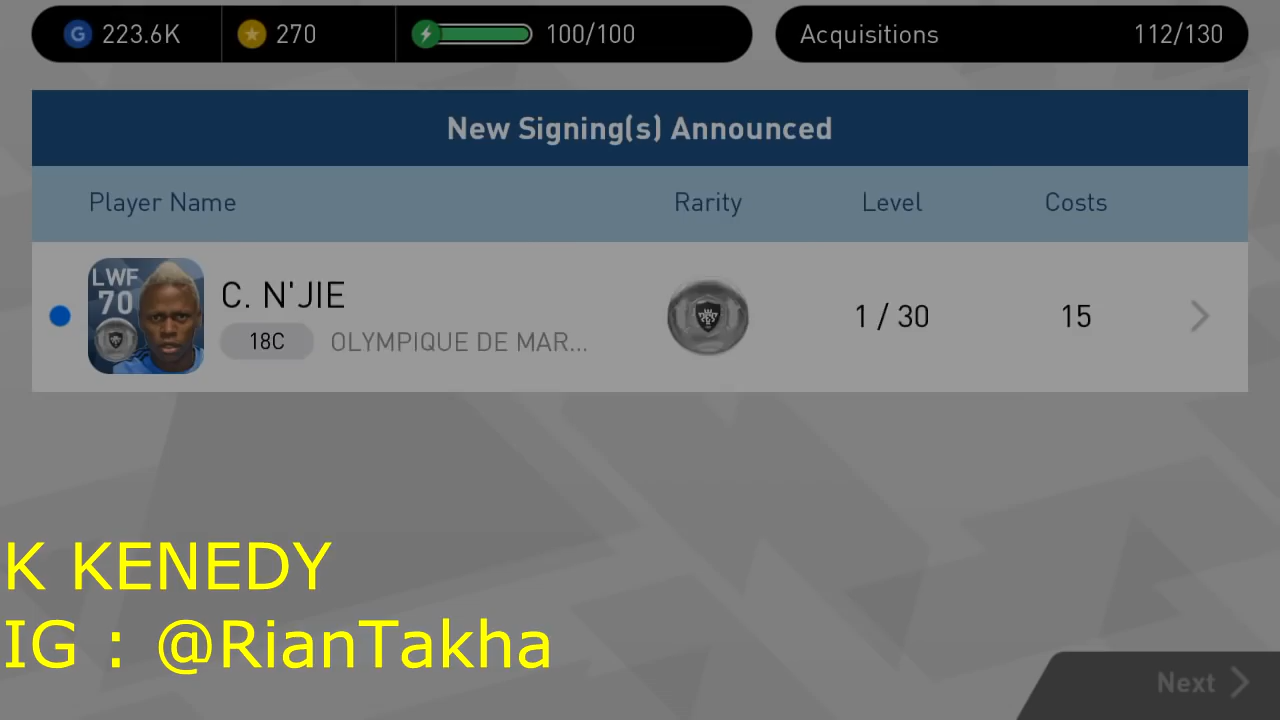 223.6K 270 100/100 Acquisitions 112/130
New Signing(s) Announced
Player Name Rarity Level Costs
LWF
70
C. N'JIE
18C OLYMPIQUE DE MAR...
1 / 30 15
K KENEDY
IG : @RianTakha
Next